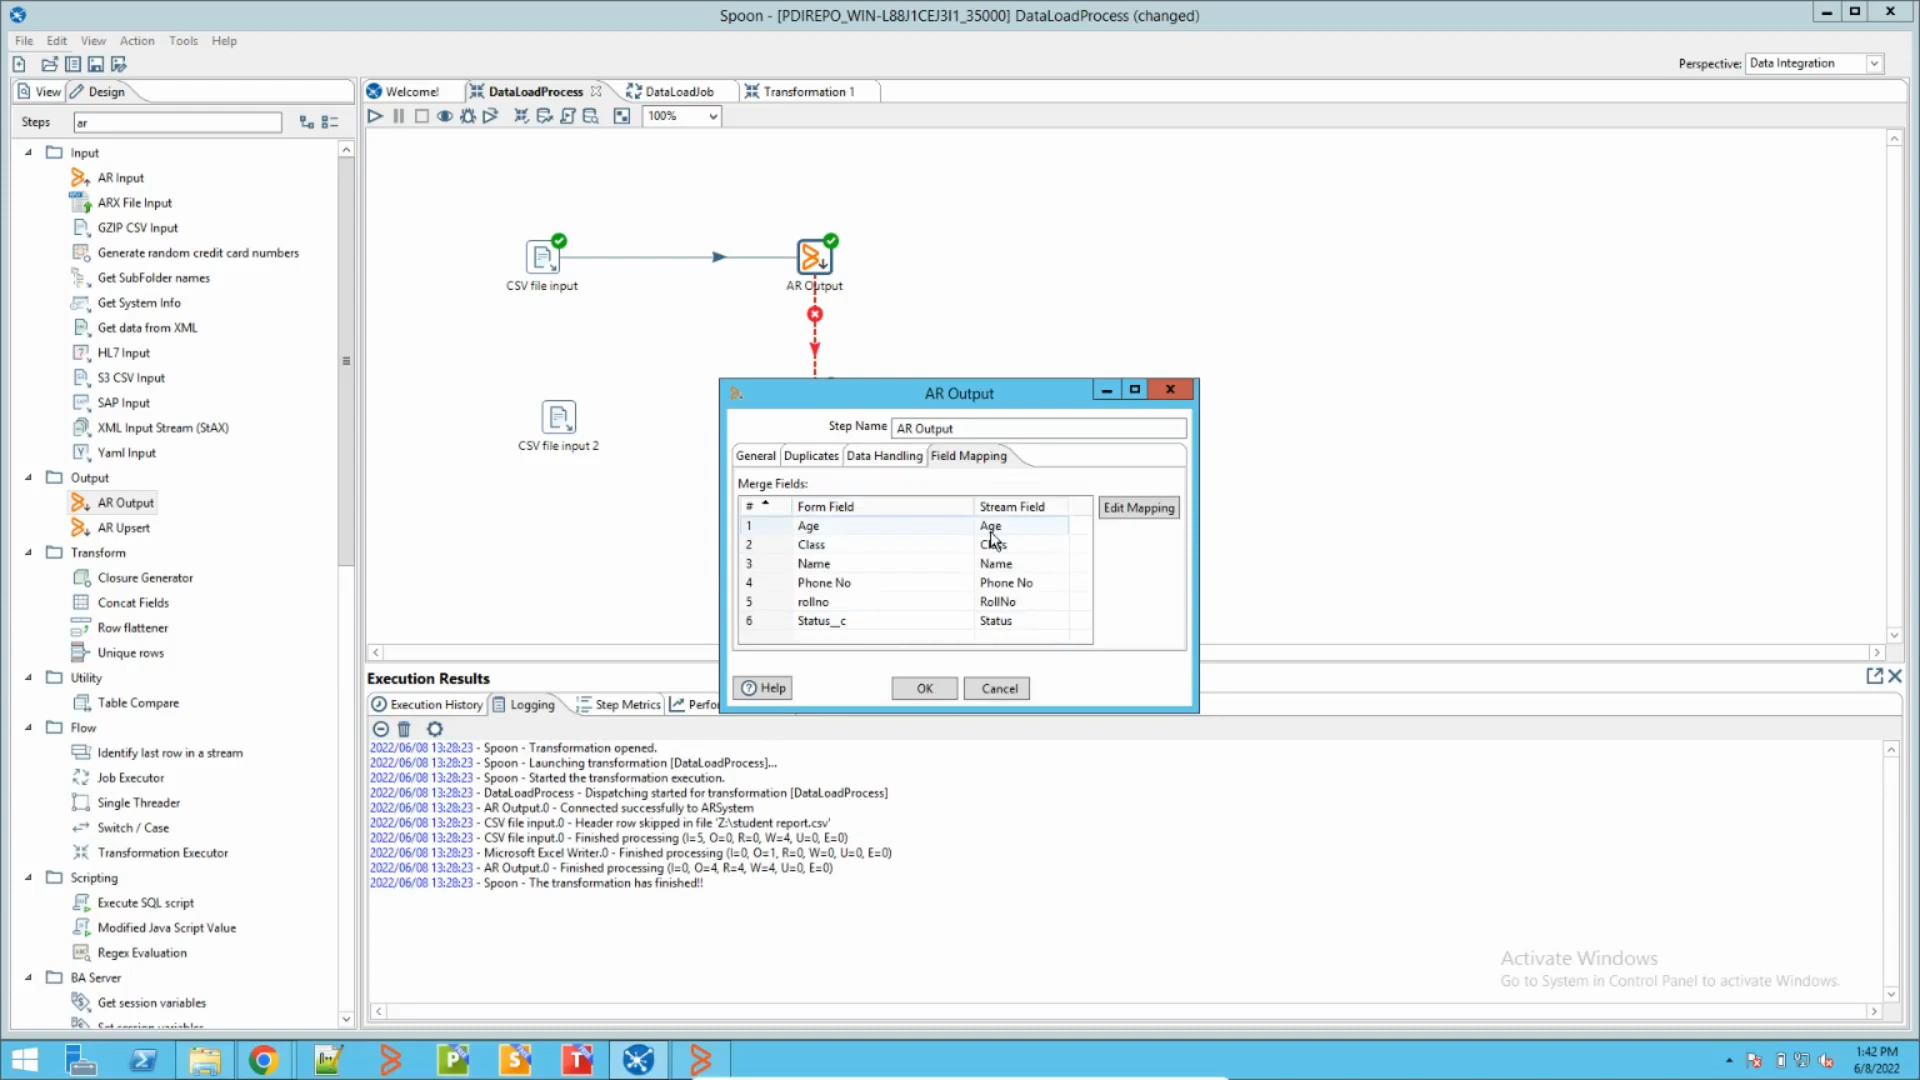 Spoon - [PDIREPO_WIN-L88J1CEJ3I1_35000] DataLoadProcess (changed)
File Edit View Action Tools Help
Perspective: Data Integration
View Design
Welcome! DataLoadProcess DataLoadJob Transformation 1
Steps ar
100%
Input
AR Input
ARX File Input
GZIP CSV Input
Generate random credit card numbers
Get SubFolder names
Get System Info
Get data from XML
HL7 Input
S3 CSV Input
SAP Input
XML Input Stream (StAX)
Yaml Input
Output
AR Output
AR Upsert
Transform
Closure Generator
Concat Fields
Row flattener
Unique rows
Utility
Table Compare
Flow
Identify last row in a stream
Job Executor
Single Threader
Switch / Case
Transformation Executor
Scripting
Execute SQL script
Modified Java Script Value
Regex Evaluation
BA Server
Get session variables
Set session variables
CSV file input
AR Output
CSV file input 2
AR Output
Step Name AR Output
General Duplicates Data Handling Field Mapping
Merge Fields:
# Form Field Stream Field
Edit Mapping
1 Age Age
2 Class Class
3 Name Name
4 Phone No Phone No
5 rollno RollNo
6 Status__c Status
Help OK Cancel
Execution Results
Execution History Logging Step Metrics Perfo
2022/06/08 13:28:23 - Spoon - Transformation opened.
2022/06/08 13:28:23 - Spoon - Launching transformation [DataLoadProcess]...
2022/06/08 13:28:23 - Spoon - Started the transformation execution.
2022/06/08 13:28:23 - DataLoadProcess - Dispatching started for transformation [DataLoadProcess]
2022/06/08 13:28:23 - AR Output.0 - Connected successfully to ARSystem
2022/06/08 13:28:23 - CSV file input.0 - Header row skipped in file 'Z:\student report.csv'
2022/06/08 13:28:23 - CSV file input.0 - Finished processing (I=5, O=0, R=0, W=4, U=0, E=0)
2022/06/08 13:28:23 - Microsoft Excel Writer.0 - Finished processing (I=0, O=1, R=0, W=0, U=0, E=0)
2022/06/08 13:28:23 - AR Output.0 - Finished processing (I=0, O=4, R=4, W=4, U=0, E=0)
2022/06/08 13:28:23 - Spoon - The transformation has finished!!
Activate Windows
Go to System in Control Panel to activate Windows.
P S T
1:42 PM
6/8/2022